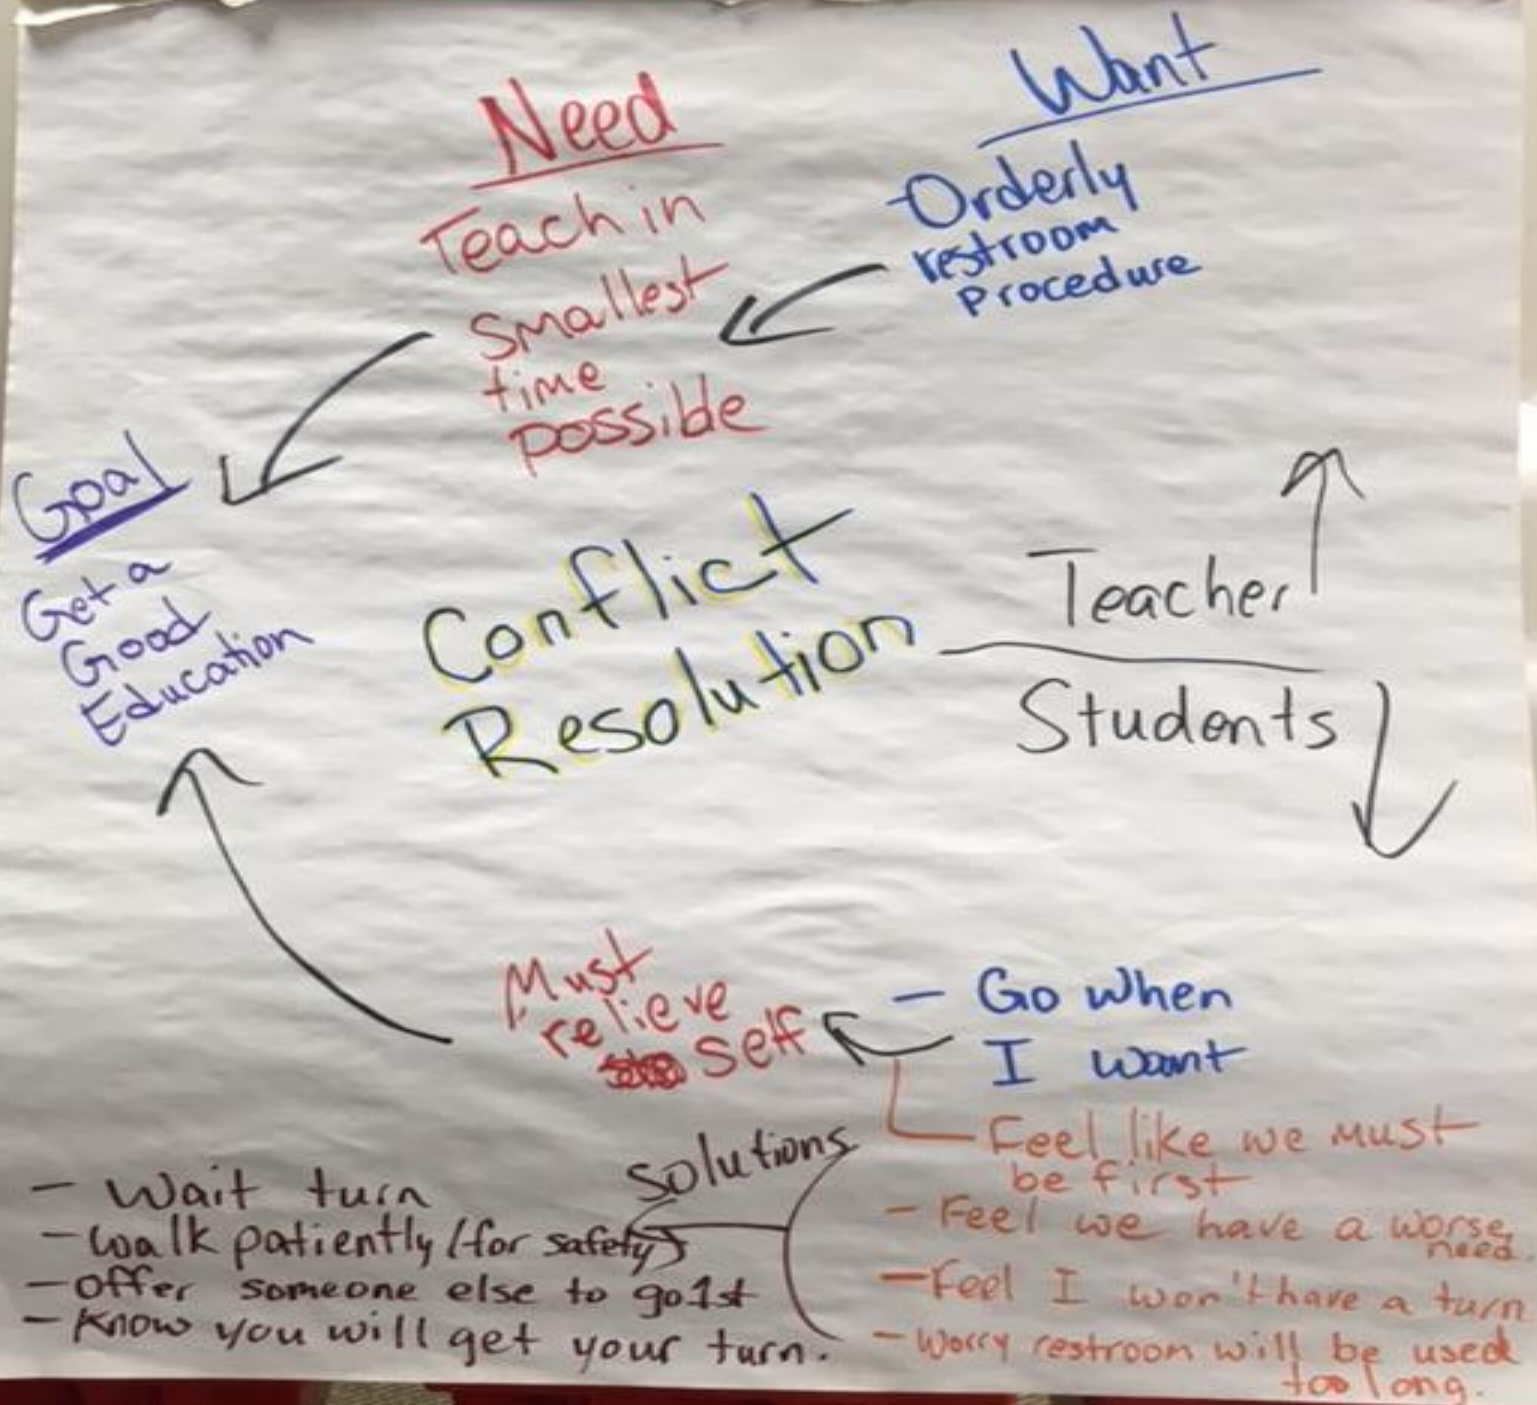 Want
-Orderly
restroom
Procedure
Need
Teach in
Smallest
time
possible
Goal
Get a
Good
Education
Conflict
Resolution
Teacher
Students
Must
relieve
self
- Go when
I want
Feel like we must
be first
- Feel we have a worse
need.
- Feel I won't have a turn
- Worry restroom will be used
too long.
Solutions
- Wait turn
- Walk patiently (for safety)
- Offer someone else to go 1st
- Know you will get your turn.